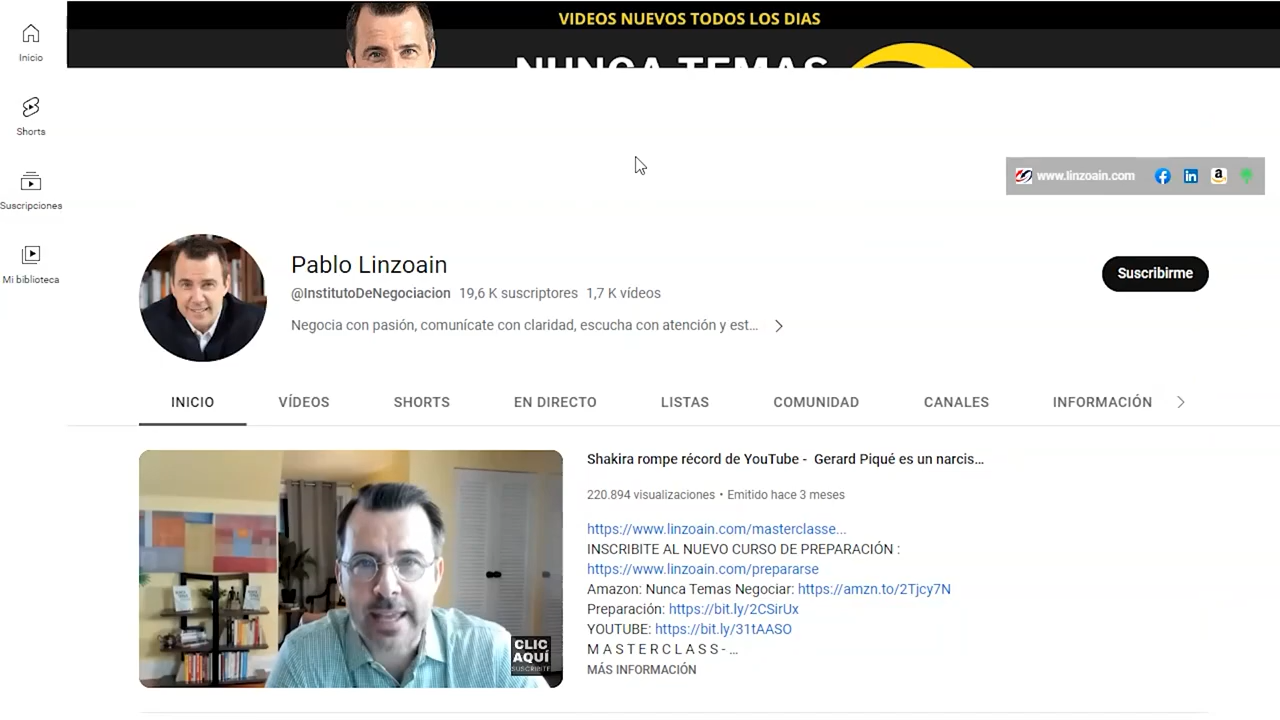 VIDEOS NUEVOS TODOS LOS DIAS
NUNCA TEMAS
Inicio
Shorts
Suscripciones
Mi biblioteca
www.linzoain.com
Pablo Linzoain
@InstitutoDeNegociacion 19,6 K suscriptores 1,7 K vídeos
Negocia con pasión, comunícate con claridad, escucha con atención y est...
Suscribirme
INICIO VÍDEOS SHORTS EN DIRECTO LISTAS COMUNIDAD CANALES INFORMACIÓN
Shakira rompe récord de YouTube - Gerard Piqué es un narcis...
220.894 visualizaciones • Emitido hace 3 meses
https://www.linzoain.com/masterclasse...
INSCRIBITE AL NUEVO CURSO DE PREPARACIÓN :
https://www.linzoain.com/prepararse
Amazon: Nunca Temas Negociar: https://amzn.to/2Tjcy7N
Preparación: https://bit.ly/2CSirUx
YOUTUBE: https://bit.ly/31tAASO
M A S T E R C L A S S - ...
MÁS INFORMACIÓN
CLIC
AQUÍ
SUSCRIBITE